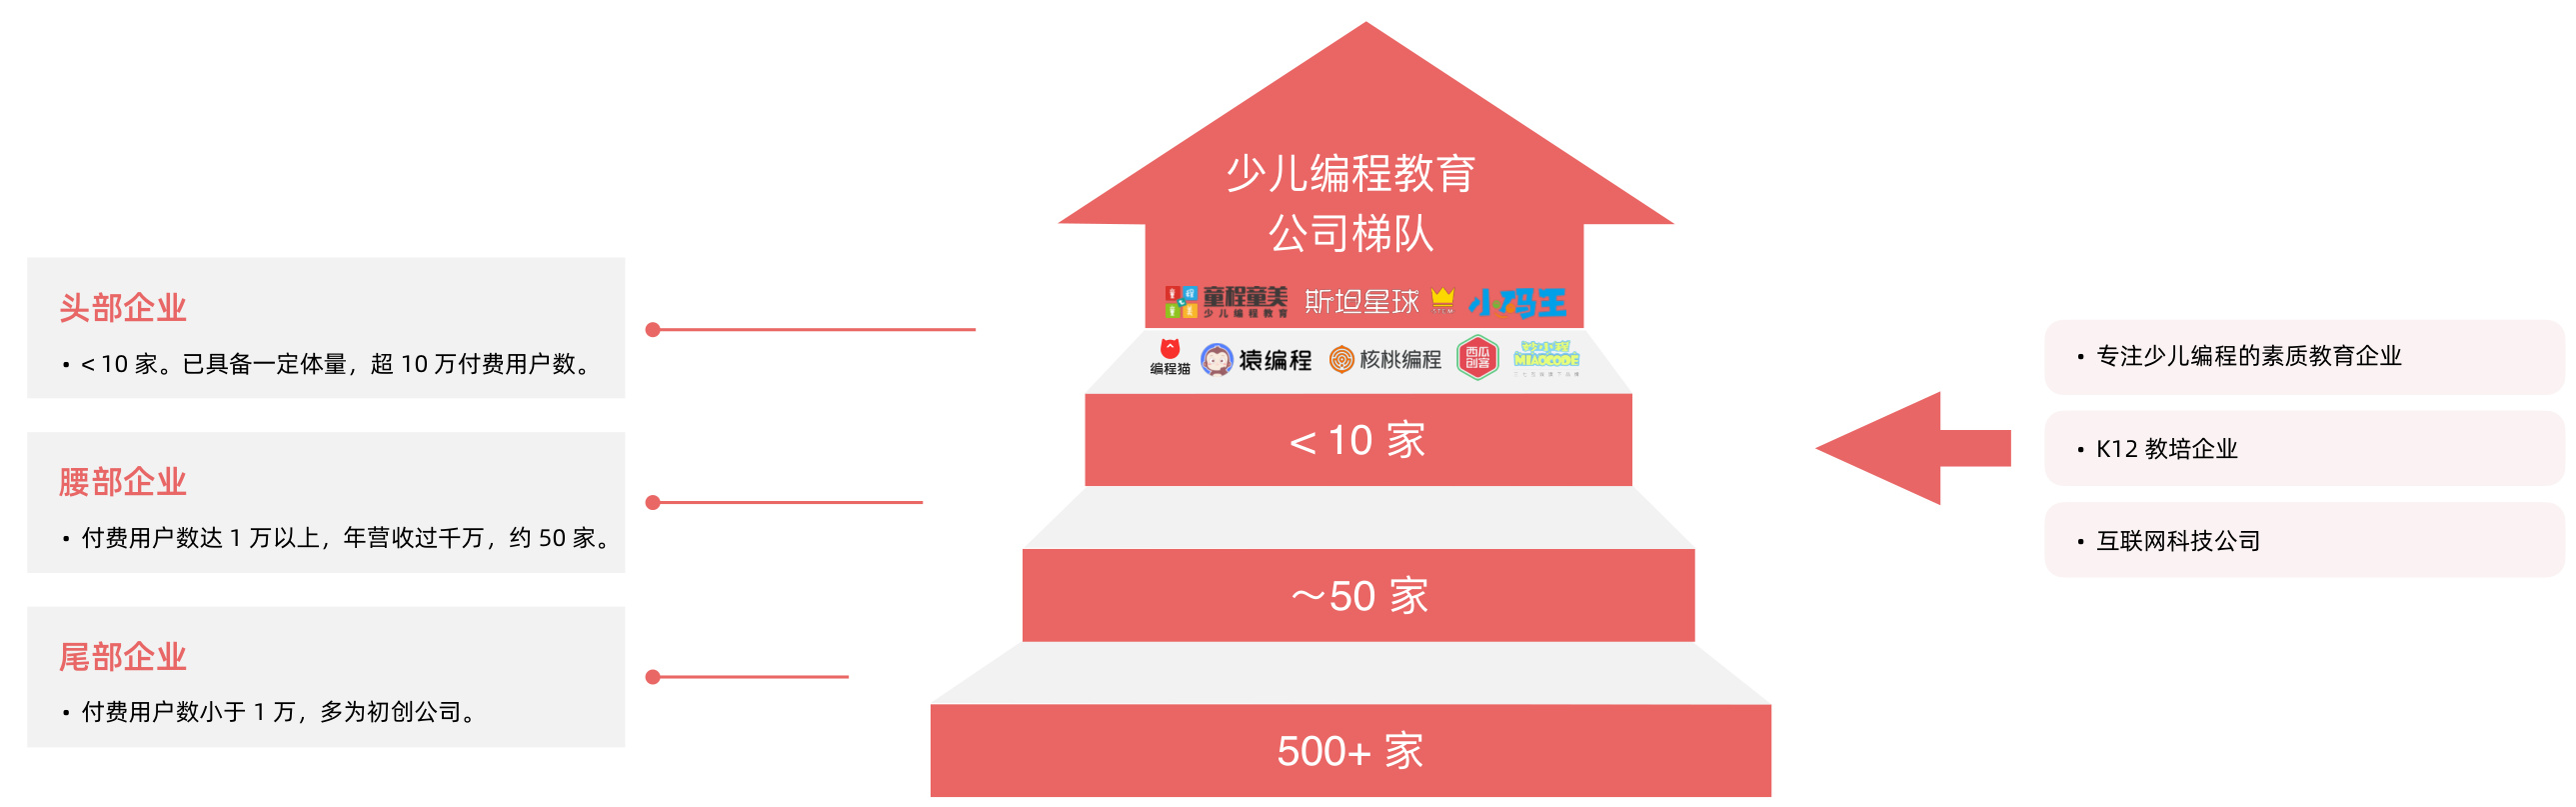 少儿编程教育
公司梯队
童程童美
少儿编程教育
斯坦星球
小码王
编程猫
猿编程
核桃编程
西瓜
创客
妙小程
MIAOCODE
< 10 家
～50 家
500+ 家
头部企业
• < 10 家。已具备一定体量，超 10 万付费用户数。
腰部企业
• 付费用户数达 1 万以上，年营收过千万，约 50 家。
尾部企业
• 付费用户数小于 1 万，多为初创公司。
• 专注少儿编程的素质教育企业
• K12 教培企业
• 互联网科技公司